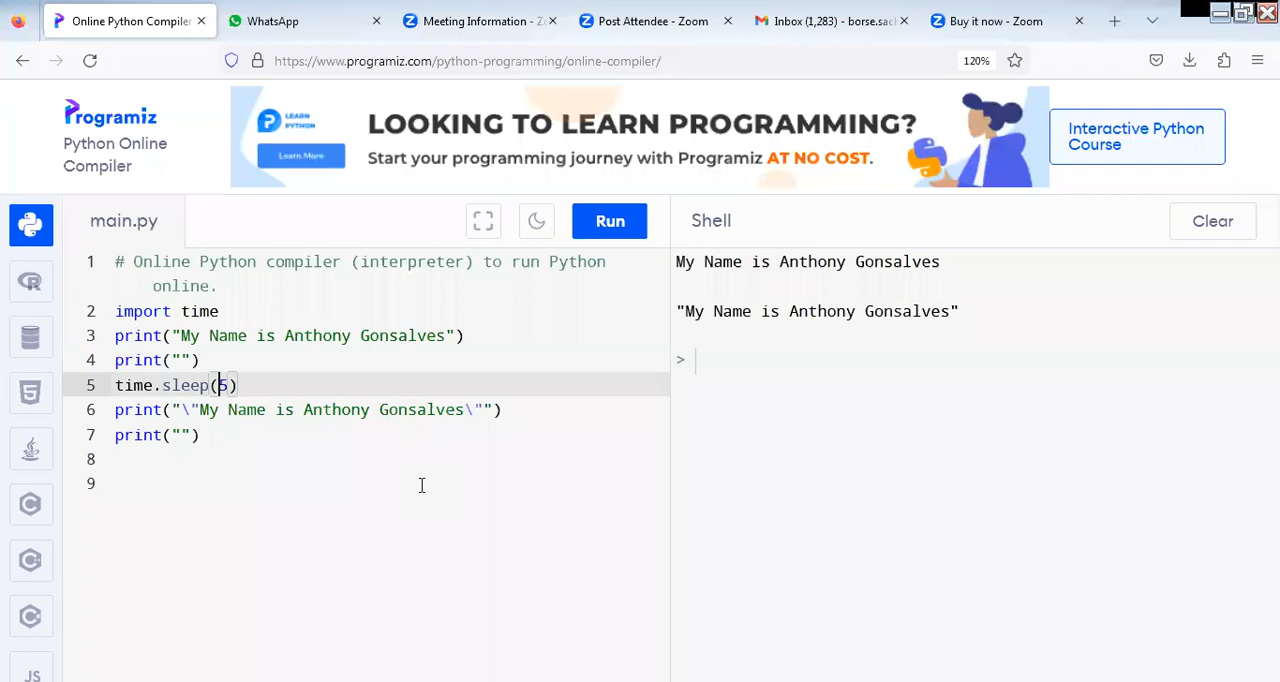 Online Python Compiler
WhatsApp
Meeting Information - Z
Post Attendee - Zoom
Inbox (1,283) - borse.sac
Buy it now - Zoom
https://www.programiz.com/python-programming/online-compiler/
120%
Programiz
Python Online
Compiler
LEARN
PYTHON
Learn More
LOOKING TO LEARN PROGRAMMING?
Start your programming journey with Programiz AT NO COST.
Interactive Python
Course
main.py
Run
Shell
Clear
1 # Online Python compiler (interpreter) to run Python
online.
2 import time
3 print("My Name is Anthony Gonsalves")
4 print("")
5 time.sleep(5)
6 print("\"My Name is Anthony Gonsalves\"")
7 print("")
8
9
My Name is Anthony Gonsalves
"My Name is Anthony Gonsalves"
>
JS